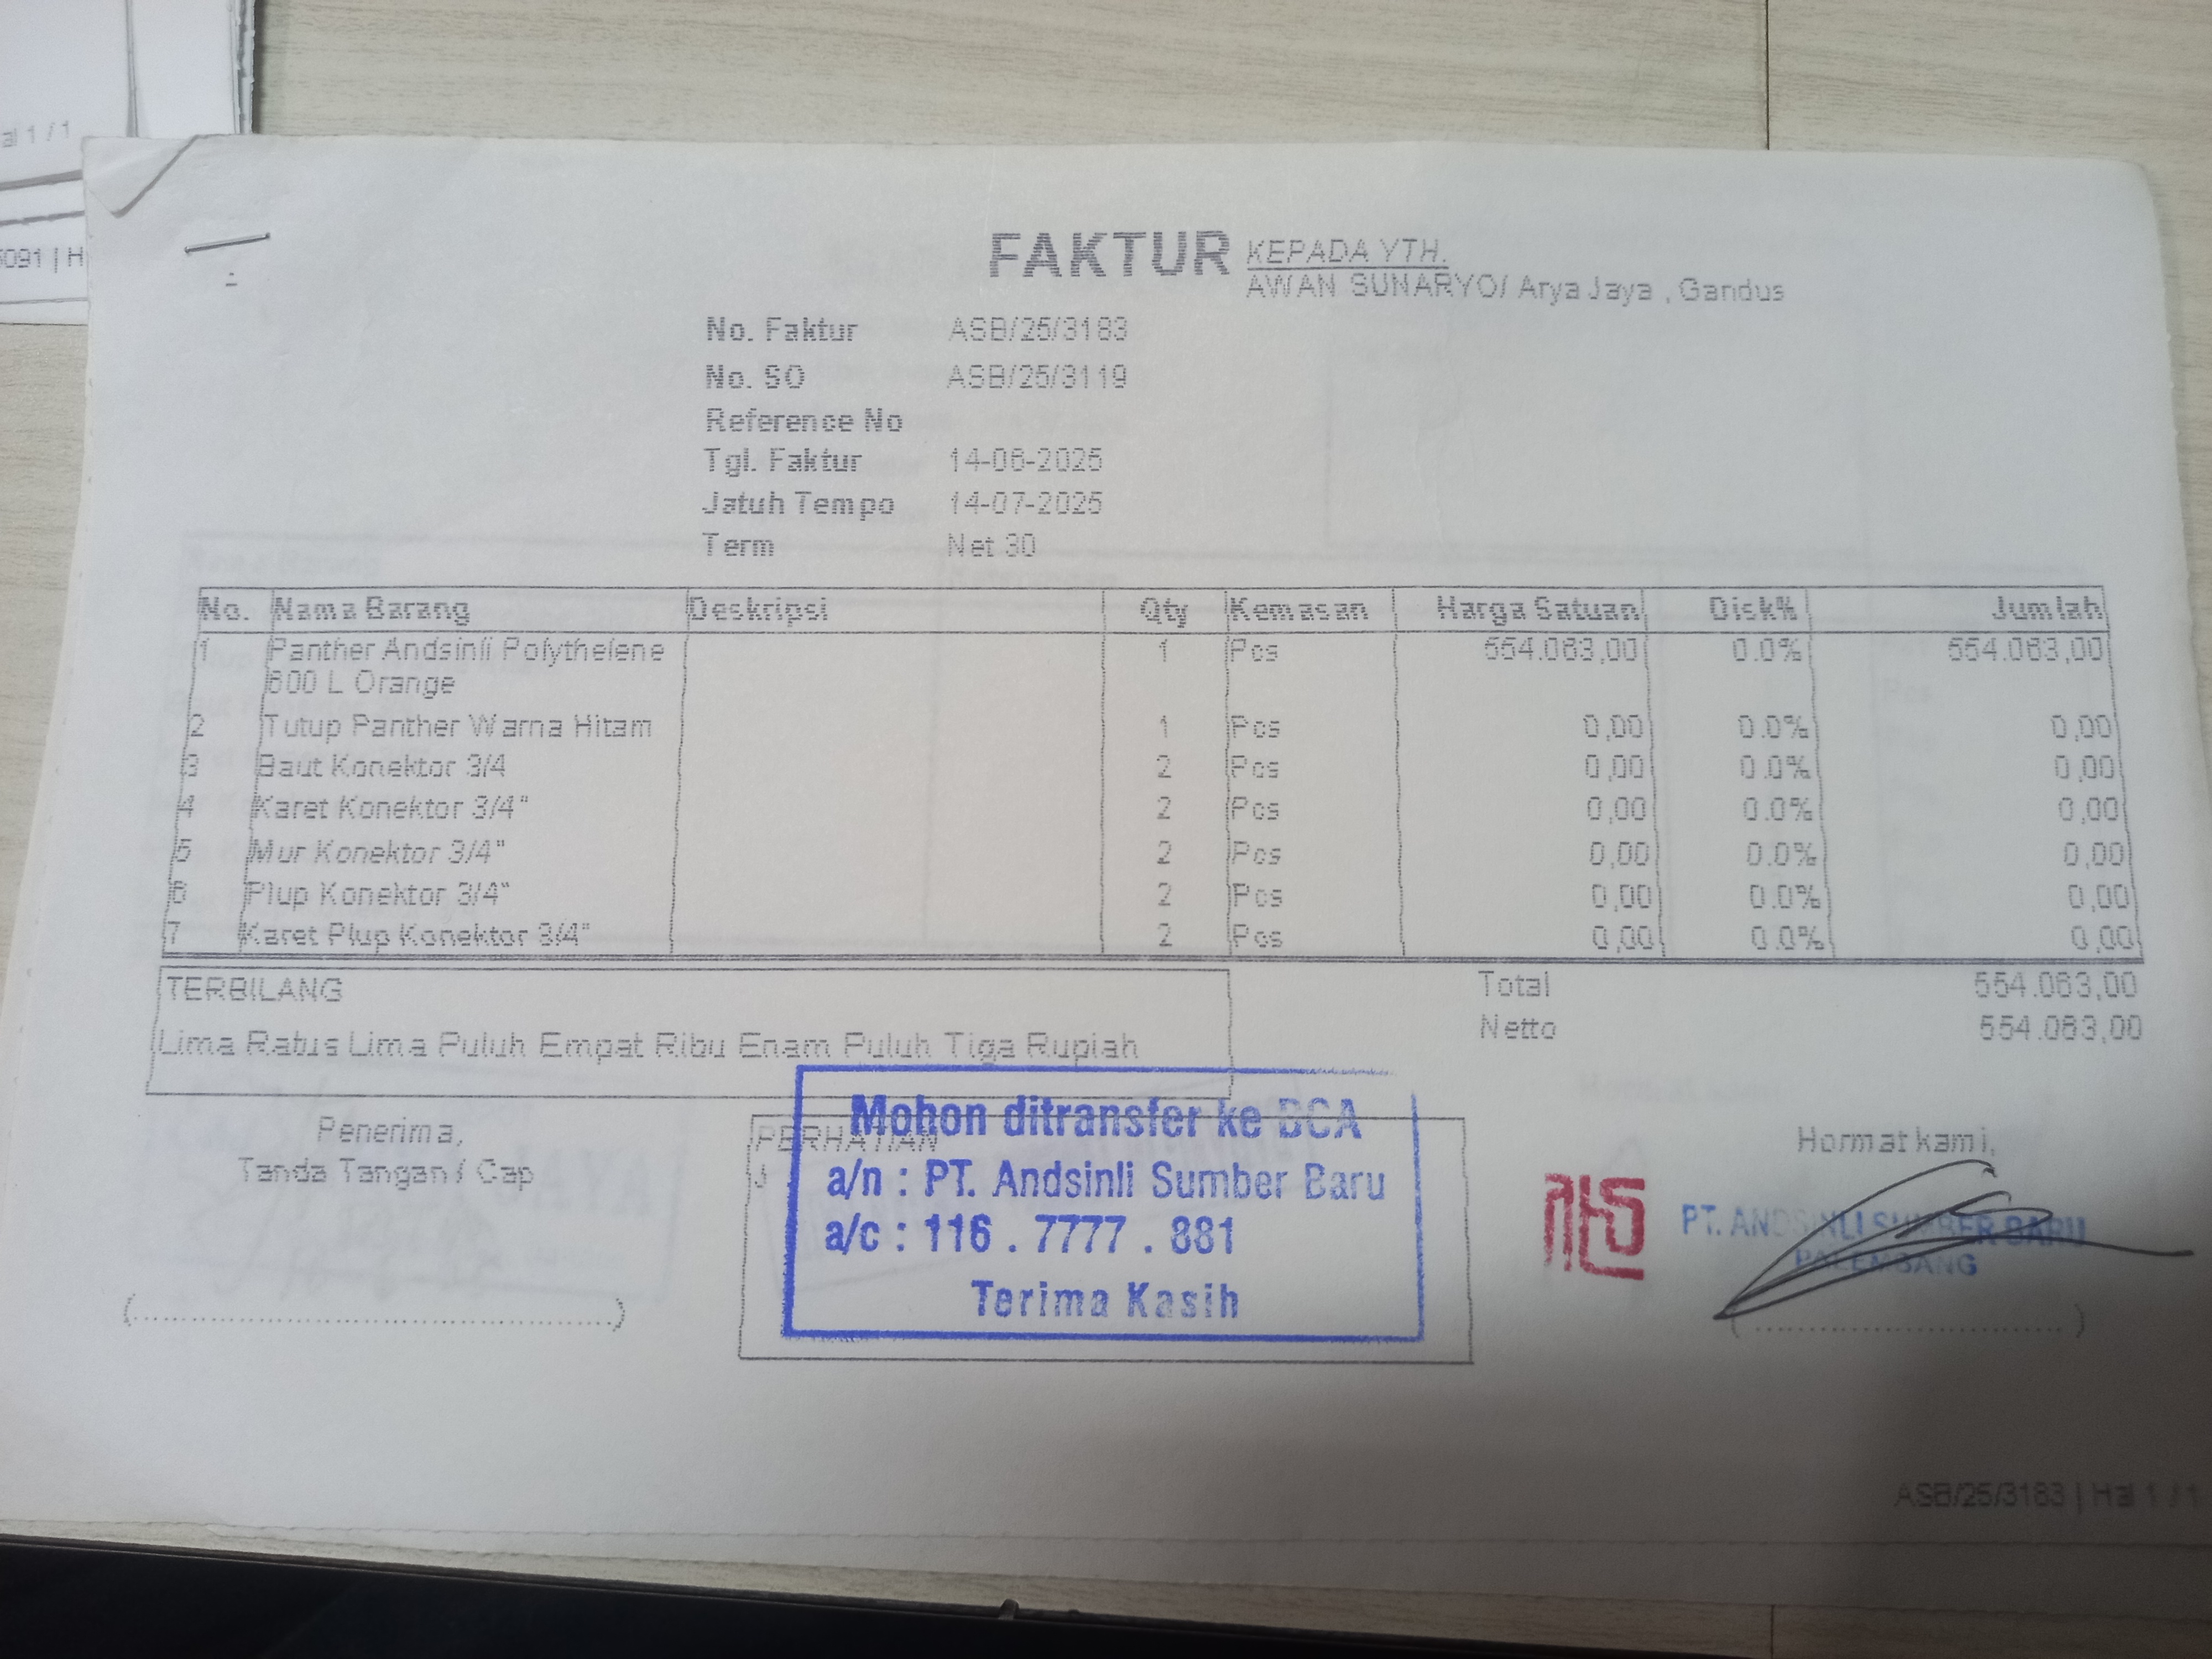 al 1 / 1
5091 | H
FAKTUR
KEPADA YTH.
AWAN SUNARYO/ Arya Jaya , Gandus
No. Faktur ASB/25/3183
No. SO ASB/25/3119
Reference No
Tgl. Faktur 14-06-2025
Jatuh Tempo 14-07-2025
Term Net 30
No. Nama Barang Deskripsi Qty Kemasan Harga Satuan Disk% Jumlah
1 Panther Andsinli Polythelene 1 Pcs 554.063,00 0.0% 554.063,00
600 L Orange
2 Tutup Panther Warna Hitam 1 Pcs 0,00 0.0% 0,00
3 Baut Konektor 3/4 2 Pcs 0,00 0.0% 0,00
4 Karet Konektor 3/4" 2 Pcs 0,00 0.0% 0,00
5 Mur Konektor 3/4" 2 Pcs 0,00 0.0% 0,00
6 Plup Konektor 3/4" 2 Pcs 0,00 0.0% 0,00
7 Karet Plup Konektor 3/4" 2 Pcs 0,00 0.0% 0,00
TERBILANG
Lima Ratus Lima Puluh Empat Ribu Enam Puluh Tiga Rupiah
Total 554.063,00
Netto 554.063,00
Penerima,
Tanda Tangan / Cap
(...)
PERHATIAN
Mohon ditransfer ke BCA
a/n : PT. Andsinli Sumber Baru
a/c : 116 . 7777 . 881
Terima Kasih
Hormat kami,
PT. ANDSINLI SUMBER BARU
PALEMBANG
(...)
ASB/25/3183 | Hal 1 / 1